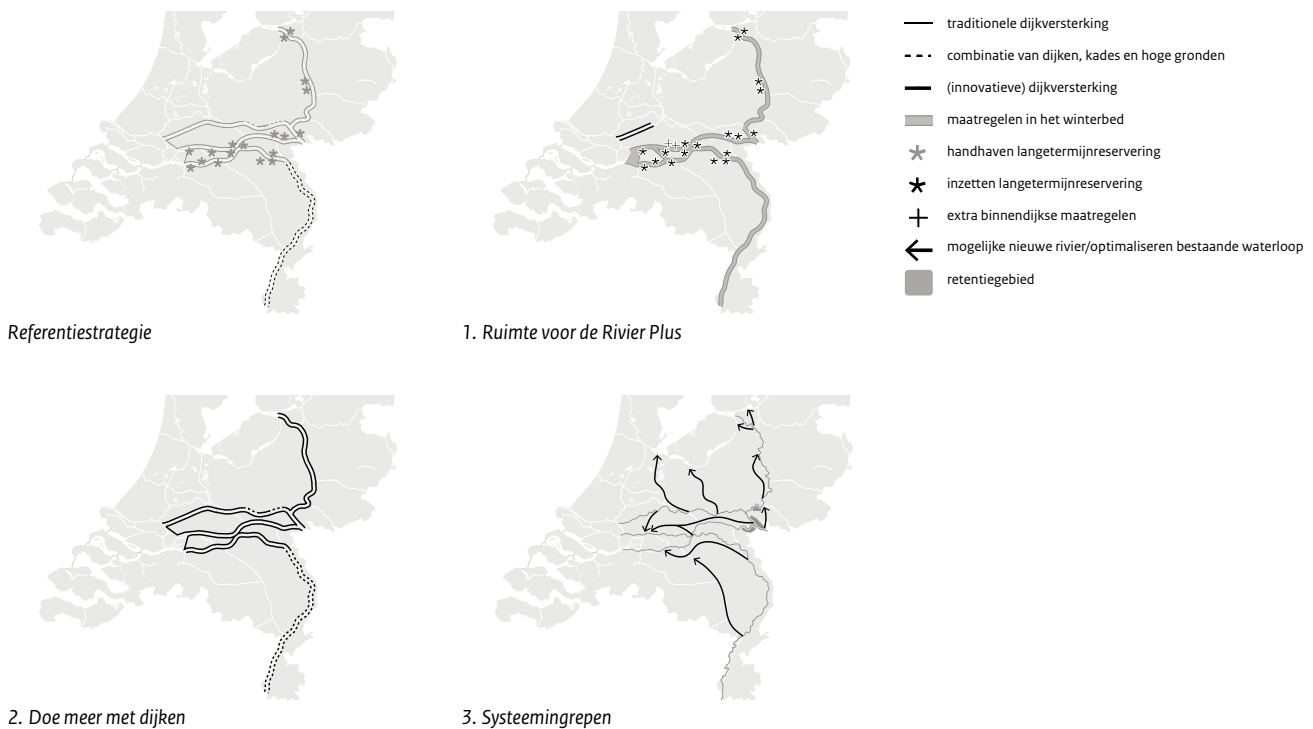 traditionele dijkversterking
combinatie van dijken, kades en hoge gronden
(innovatieve) dijkversterking
maatregelen in het winterbed
handhaven langetermijnreservering
inzetten langetermijnreservering
extra binnendijkse maatregelen
mogelijke nieuwe rivier/optimaliseren bestaande waterloop
retentiegebied
Referentiestrategie
1. Ruimte voor de Rivier Plus
2. Doe meer met dijken
3. Systeemingrepen